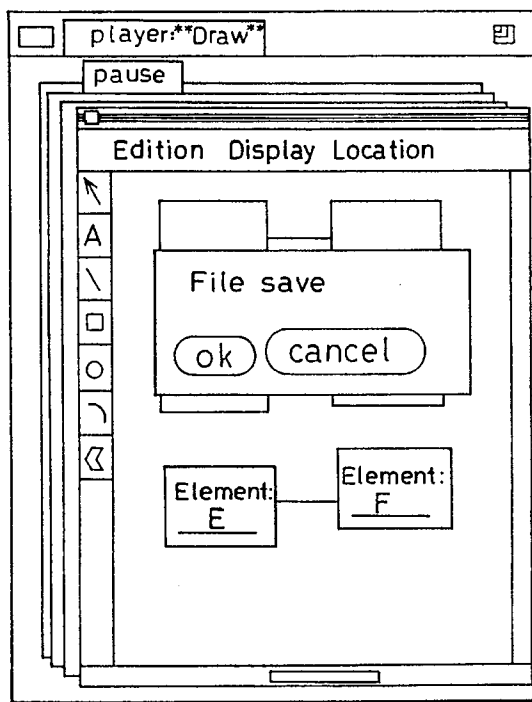 player:**Draw**
pause
Edition Display Location
A
File save
ok cancel
Element: Element:
E F